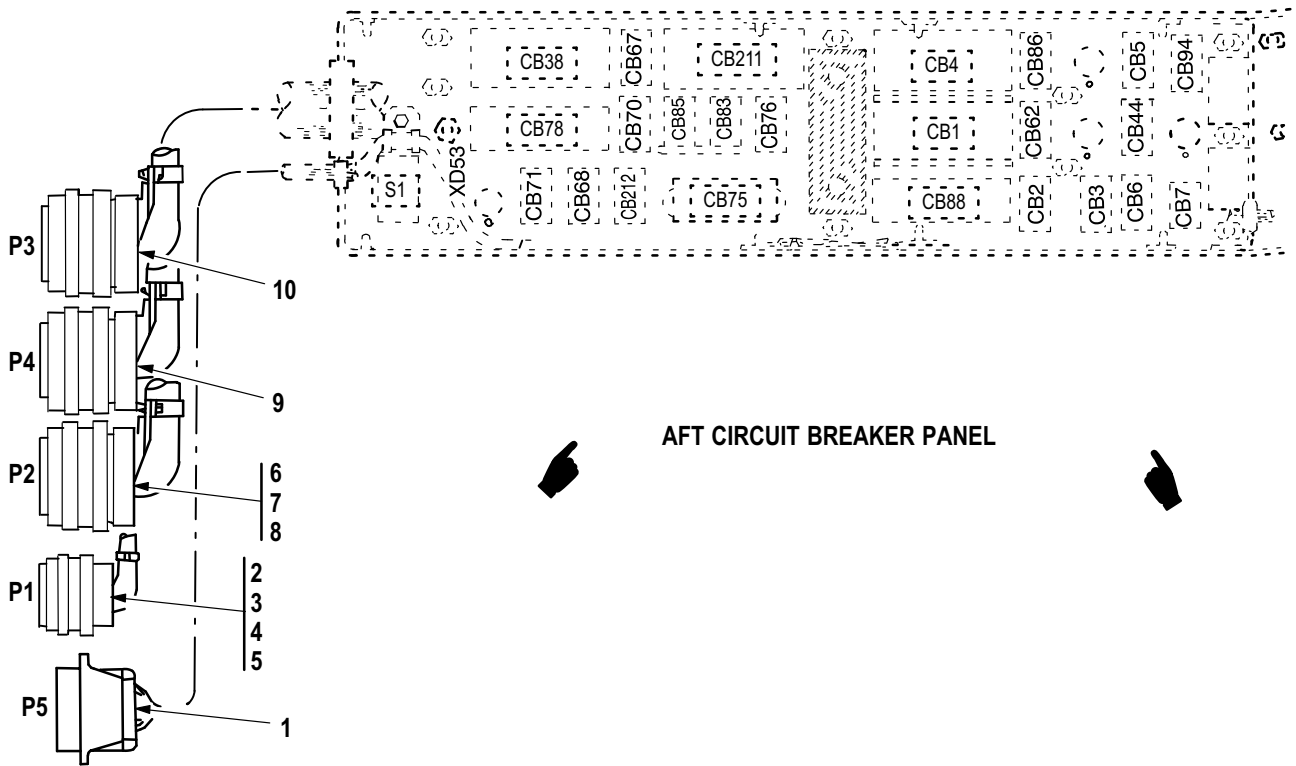 CB38
CB67
CB211
CB4
CB86
CB5
CB94
CB78
CB70
CB85
CB83
CB76
CB1
CB62
CB44
S1
XD53
CB71
CB68
CB212
CB75
CB88
CB2
CB3
CB6
CB7
P3
10
P4
9
AFT CIRCUIT BREAKER PANEL
P2
6
7
8
P1
2
3
4
5
P5
1